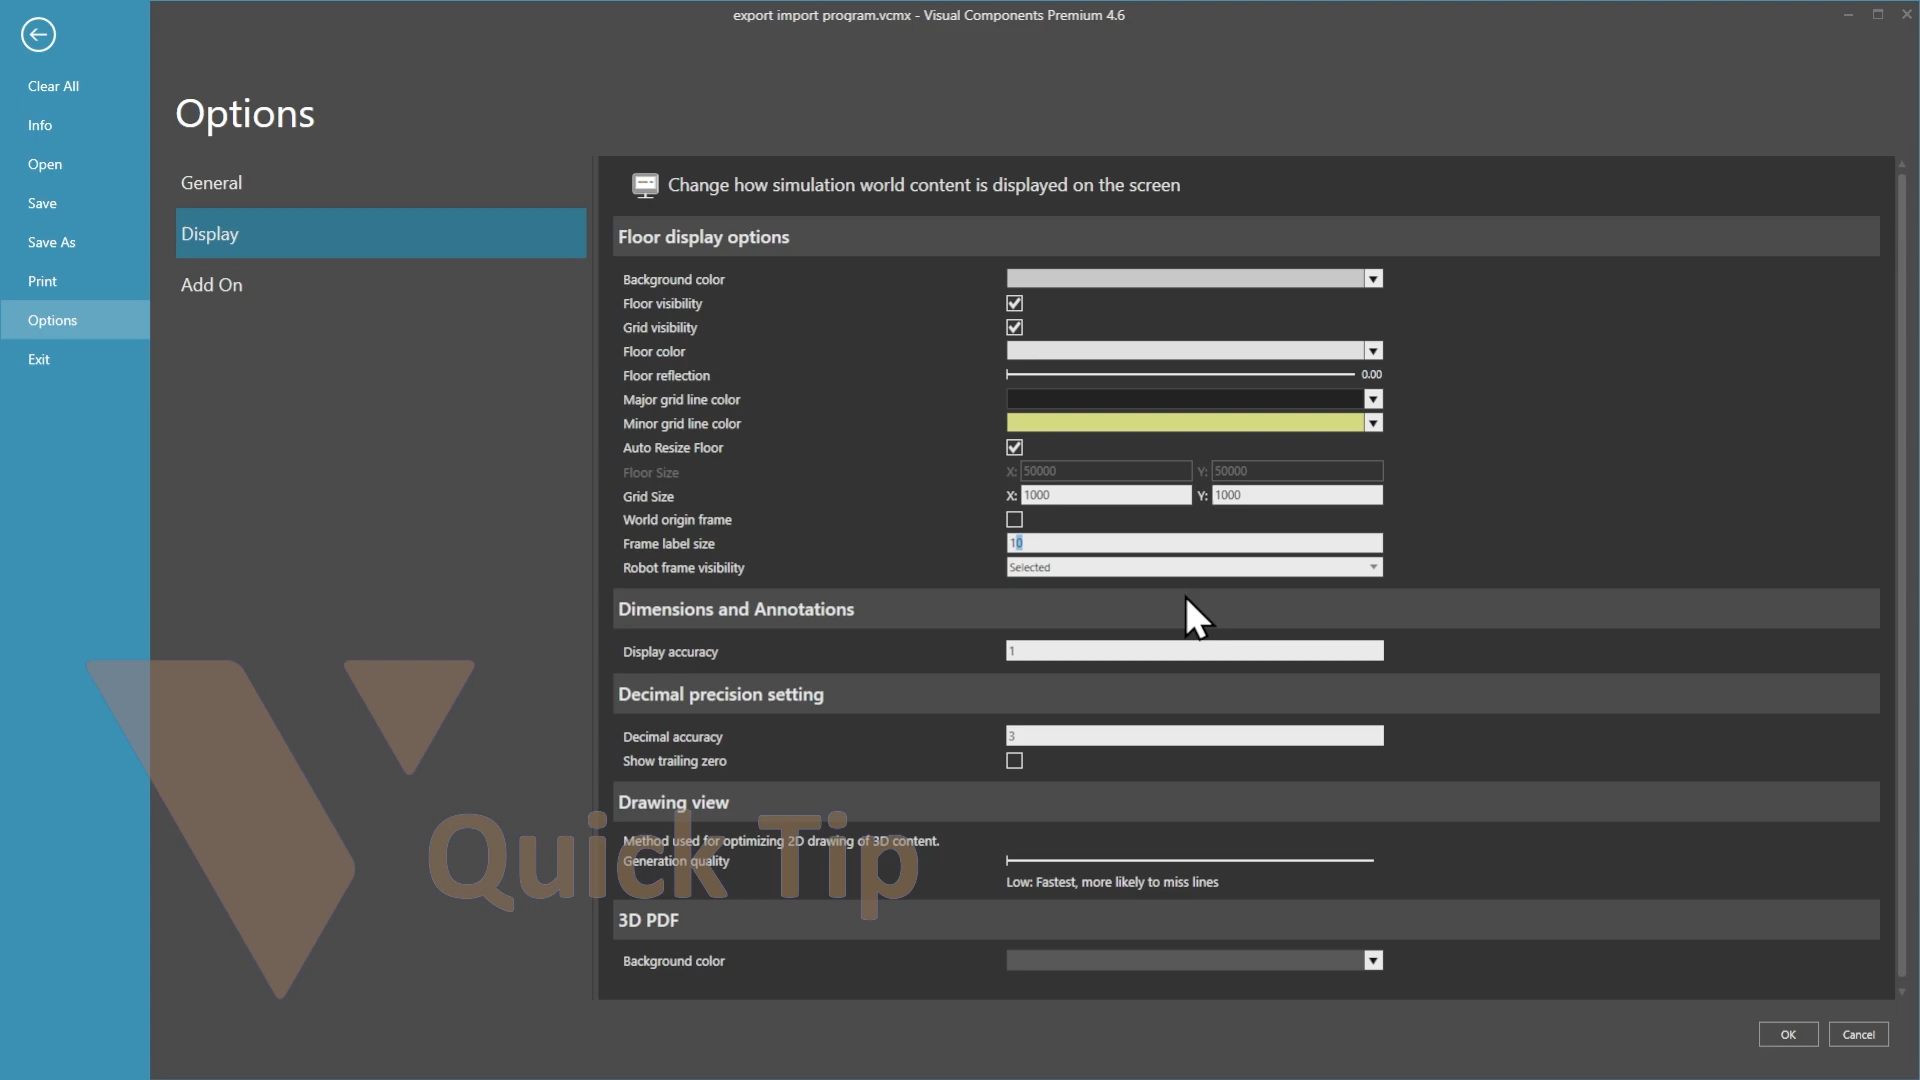 export import program.vcmx - Visual Components Premium 4.6
Clear All
Info
Open
Save
Save As
Print
Options
Exit
Options
General
Display
Add On
Change how simulation world content is displayed on the screen
Floor display options
Background color
Floor visibility
Grid visibility
Floor color
Floor reflection 0.00
Major grid line color
Minor grid line color
Auto Resize Floor
Floor Size X: 50000 Y: 50000
Grid Size X: 1000 Y: 1000
World origin frame
Frame label size 10
Robot frame visibility Selected
Dimensions and Annotations
Display accuracy 1
Decimal precision setting
Decimal accuracy 3
Show trailing zero
Drawing view
Method used for optimizing 2D drawing of 3D content.
Generation quality
Low: Fastest, more likely to miss lines
Quick Tip
3D PDF
Background color
OK Cancel